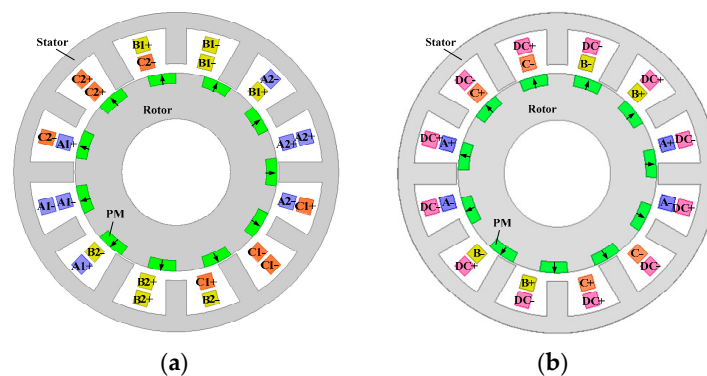 Stator
B1+
B1-
C2-
B1-
C2+
C2+
A2-
B1+
Rotor
C2-
A1+
A2+
A2+
A1-
A1-
A2-
C1+
PM
B2-
A1+
C1-
C1-
B2+
B2+
C1+
B2-
(a)
Stator
DC+
DC-
C-
B-
DC-
C+
DC+
B+
Rotor
DC+
A+
A+
DC-
DC-
A-
A-
DC+
PM
B-
DC+
C-
DC-
B+
DC-
C+
DC+
(b)